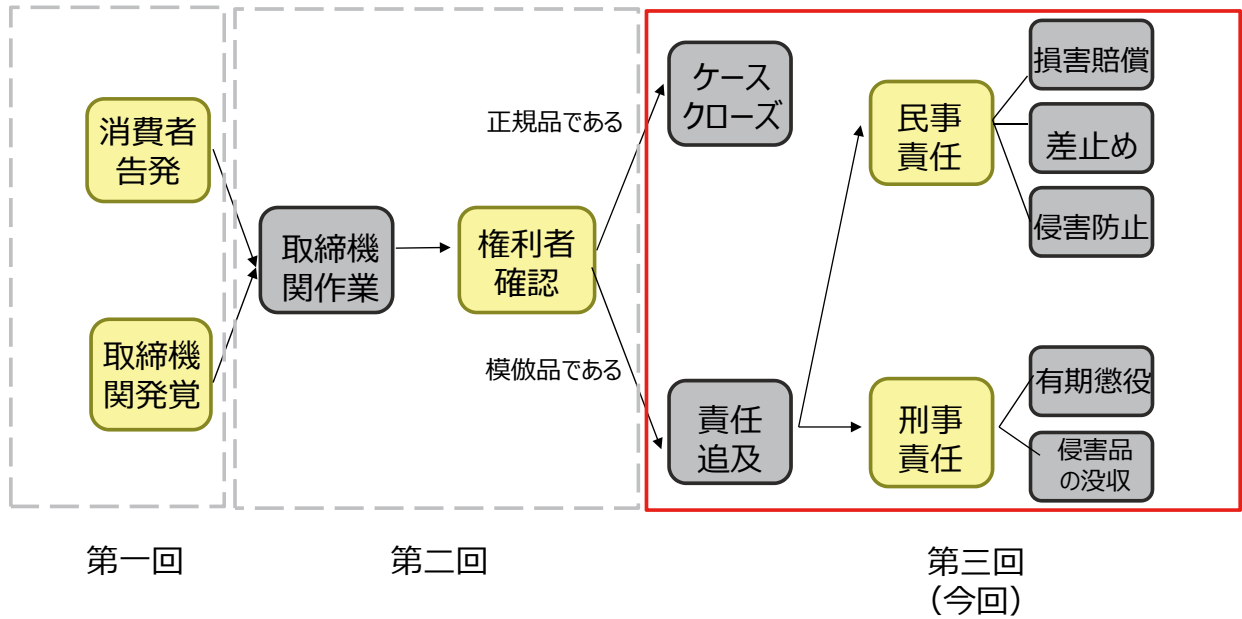 消費者
告発
取締機
関発覚
取締機
関作業
権利者
確認
正規品である
模倣品である
ケース
クローズ
責任
追及
民事
責任
刑事
責任
損害賠償
差止め
侵害防止
有期懲役
侵害品
の没収
第一回
第二回
第三回
（今回）